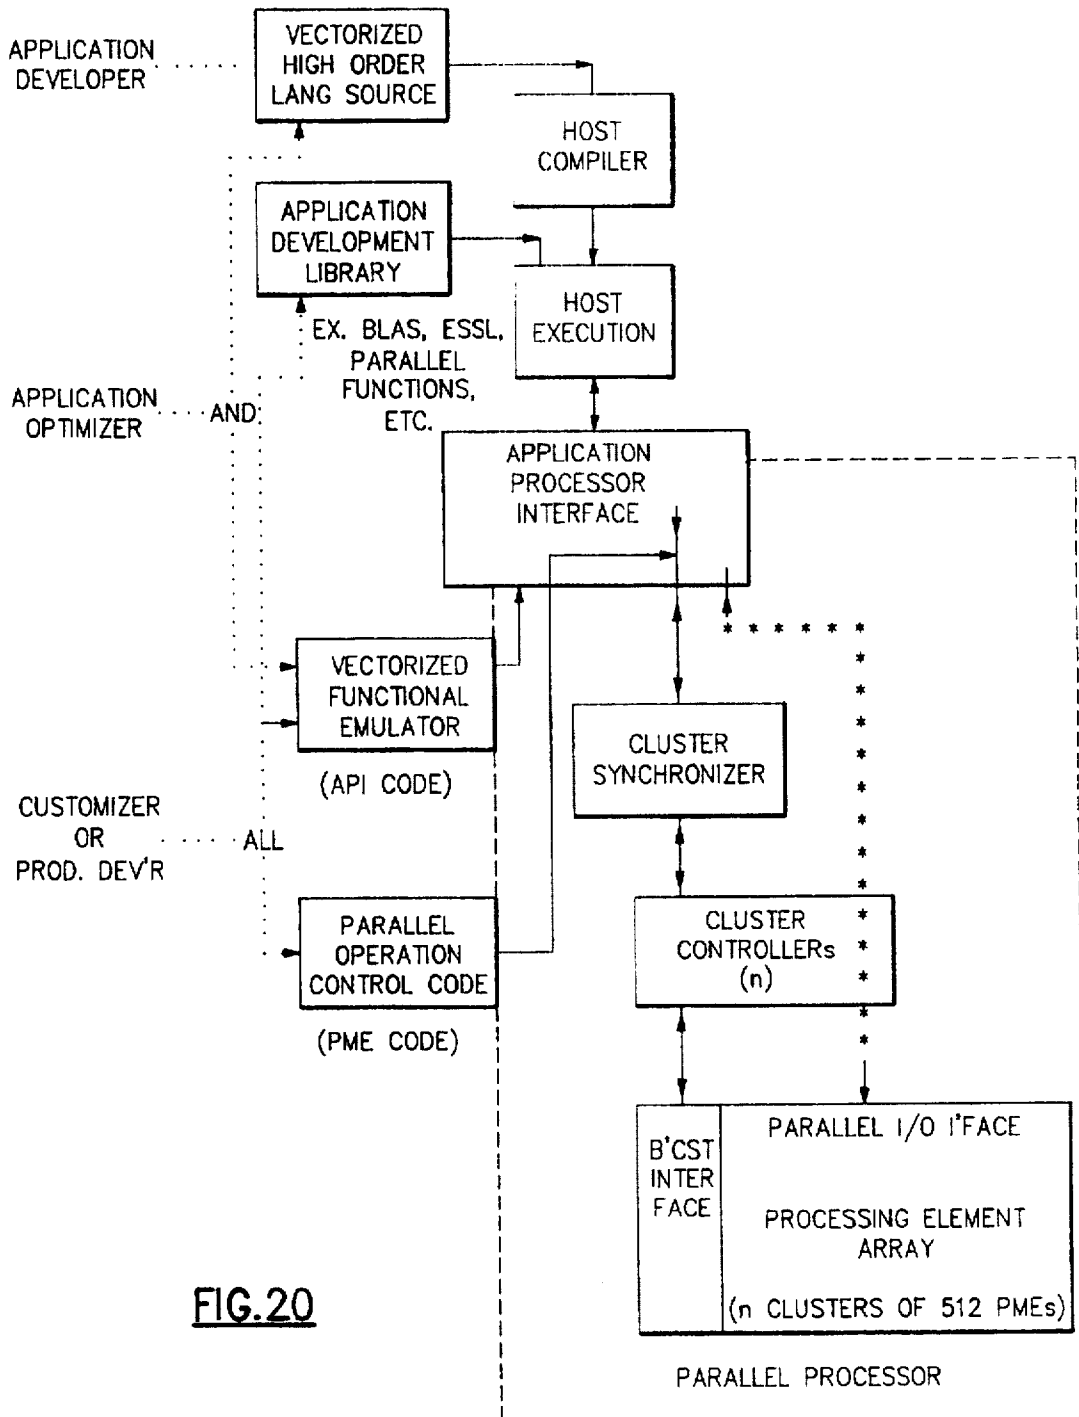 APPLICATION
DEVELOPER
VECTORIZED
HIGH ORDER
LANG SOURCE
HOST
COMPILER
APPLICATION
DEVELOPMENT
LIBRARY
HOST
EXECUTION
EX. BLAS, ESSL,
PARALLEL
FUNCTIONS,
ETC.
APPLICATION
OPTIMIZER
AND
APPLICATION
PROCESSOR
INTERFACE
VECTORIZED
FUNCTIONAL
EMULATOR
(API CODE)
CLUSTER
SYNCHRONIZER
CUSTOMIZER
OR
PROD. DEV'R
ALL
PARALLEL
OPERATION
CONTROL CODE
(PME CODE)
CLUSTER
CONTROLLERs
(n)
B'CST
INTER
FACE
PARALLEL I/O I'FACE
PROCESSING ELEMENT
ARRAY
(n CLUSTERS OF 512 PMEs)
FIG.20
PARALLEL PROCESSOR